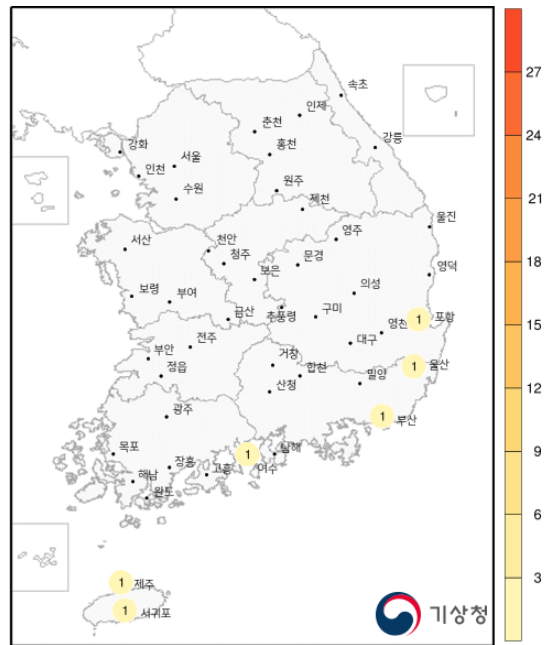 속초
인제
춘천
홍천
강릉
강화
서울
인천
수원
원주
제천
울진
영주
서산
천안
청주
문경
영덕
보은
의성
보령
부여
금산
추풍령
구미
영천
1 포항
대구
전주
부안
정읍
거창
합천
1 울산
밀양
산청
1 부산
광주
목포
장흥
고흥
1 여수
남해
해남
완도
1 제주
1 서귀포
기상청
27
24
21
18
15
12
9
6
3